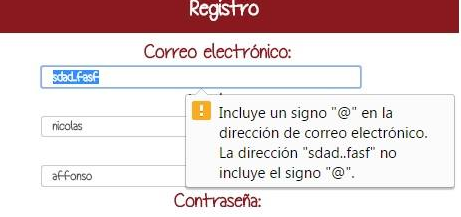 Registro
Correo electrónico:
sdad..fasf
Incluye un signo "@" en la
dirección de correo electrónico.
La dirección "sdad..fasf" no
incluye el signo "@".
nicolas
affonso
Contraseña: